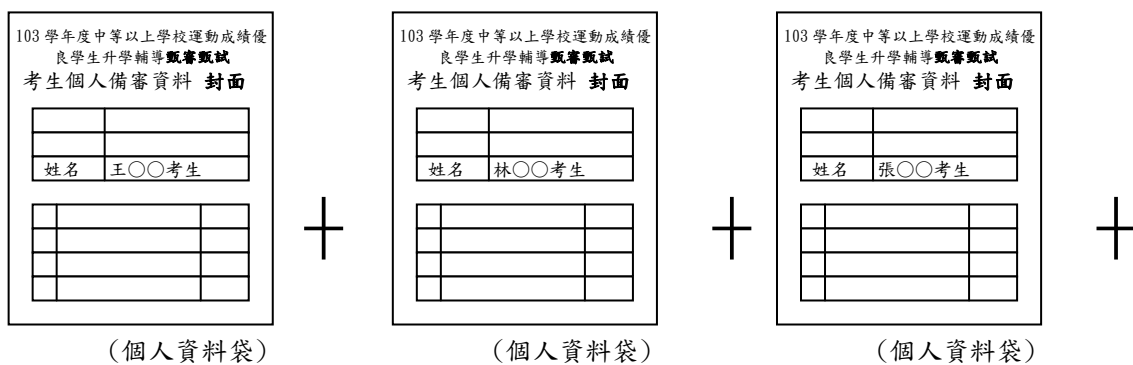 103 學年度中等以上學校運動成績優
良學生升學輔導甄審甄試
考生個人備審資料 封面
姓名 王○○考生
(個人資料袋)
+
103 學年度中等以上學校運動成績優
良學生升學輔導甄審甄試
考生個人備審資料 封面
姓名 林○○考生
(個人資料袋)
+
103 學年度中等以上學校運動成績優
良學生升學輔導甄審甄試
考生個人備審資料 封面
姓名 張○○考生
(個人資料袋)
+